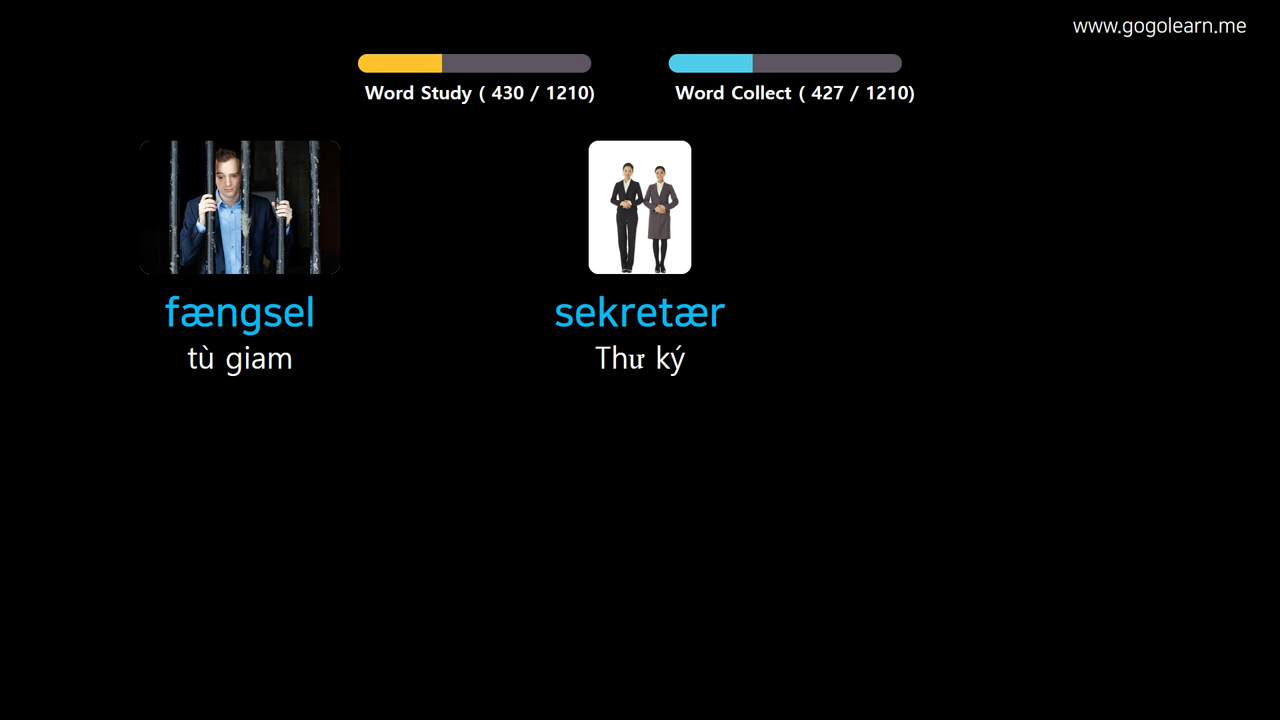 www.gogolearn.me
Word Study ( 430 / 1210)
Word Collect ( 427 / 1210)
fængsel
tù giam
sekretær
Thư ký